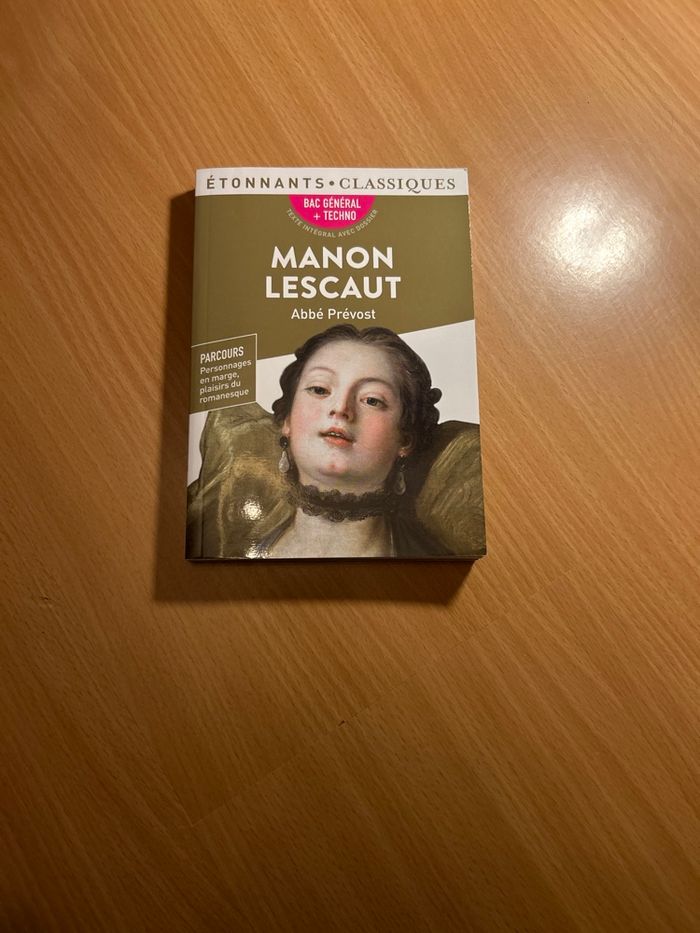 ÉTONNANTS • CLASSIQUES
BAC GÉNÉRAL
+ TECHNO
TEXTE INTÉGRAL AVEC DOSSIER
MANON
LESCAUT
Abbé Prévost
PARCOURS
Personnages
en marge,
plaisirs du
romanesque